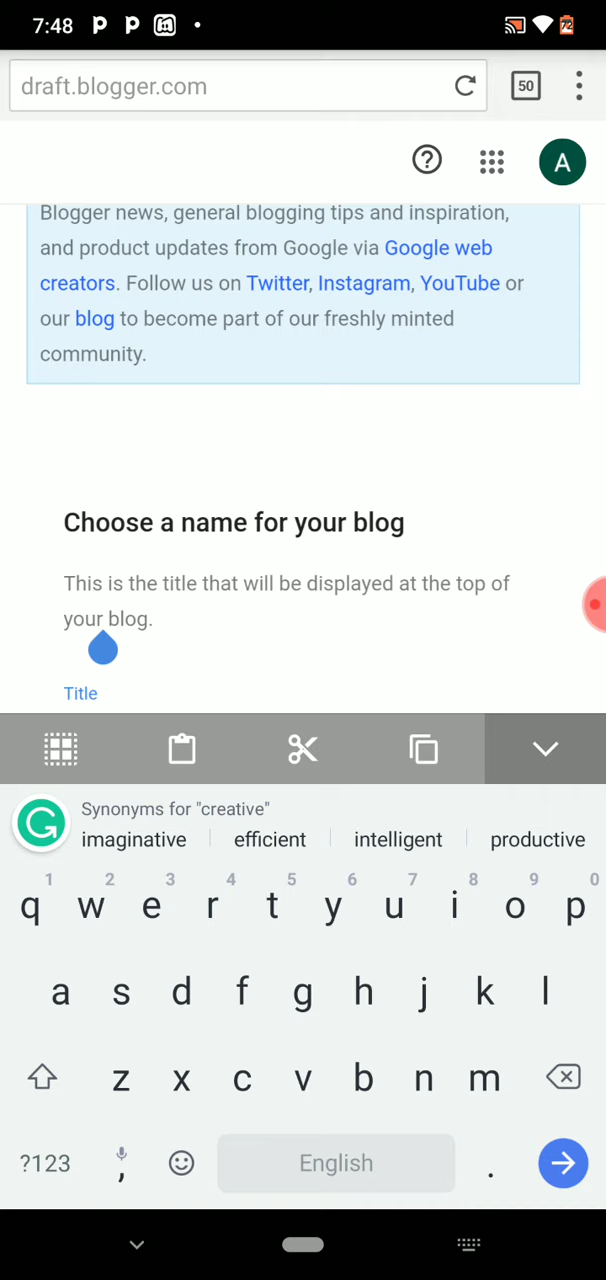 7:48
72
draft.blogger.com
50
A
Blogger news, general blogging tips and inspiration,
and product updates from Google via Google web
creators. Follow us on Twitter, Instagram, YouTube or
our blog to become part of our freshly minted
community.
Choose a name for your blog
This is the title that will be displayed at the top of
your blog.
Title
Synonyms for "creative"
imaginative efficient intelligent productive
1 2 3 4 5 6 7 8 9 0
q w e r t y u i o p
a s d f g h j k l
z x c v b n m
?123 , English .